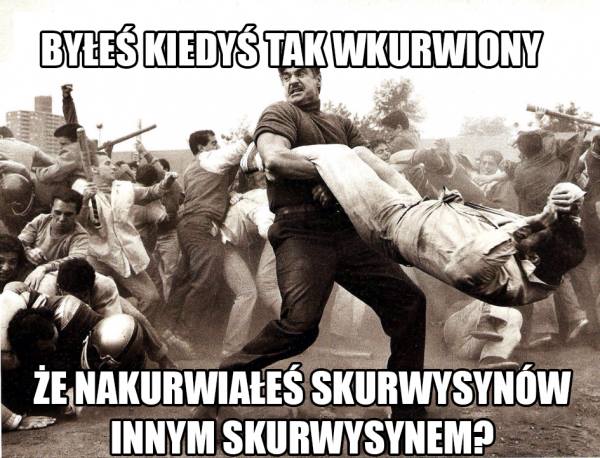 BYŁEŚ KIEDYŚ TAK WKURWIONY
ŻE NAKURWIAŁEŚ SKURWYSYNÓW
INNYM SKURWYSYNEM?